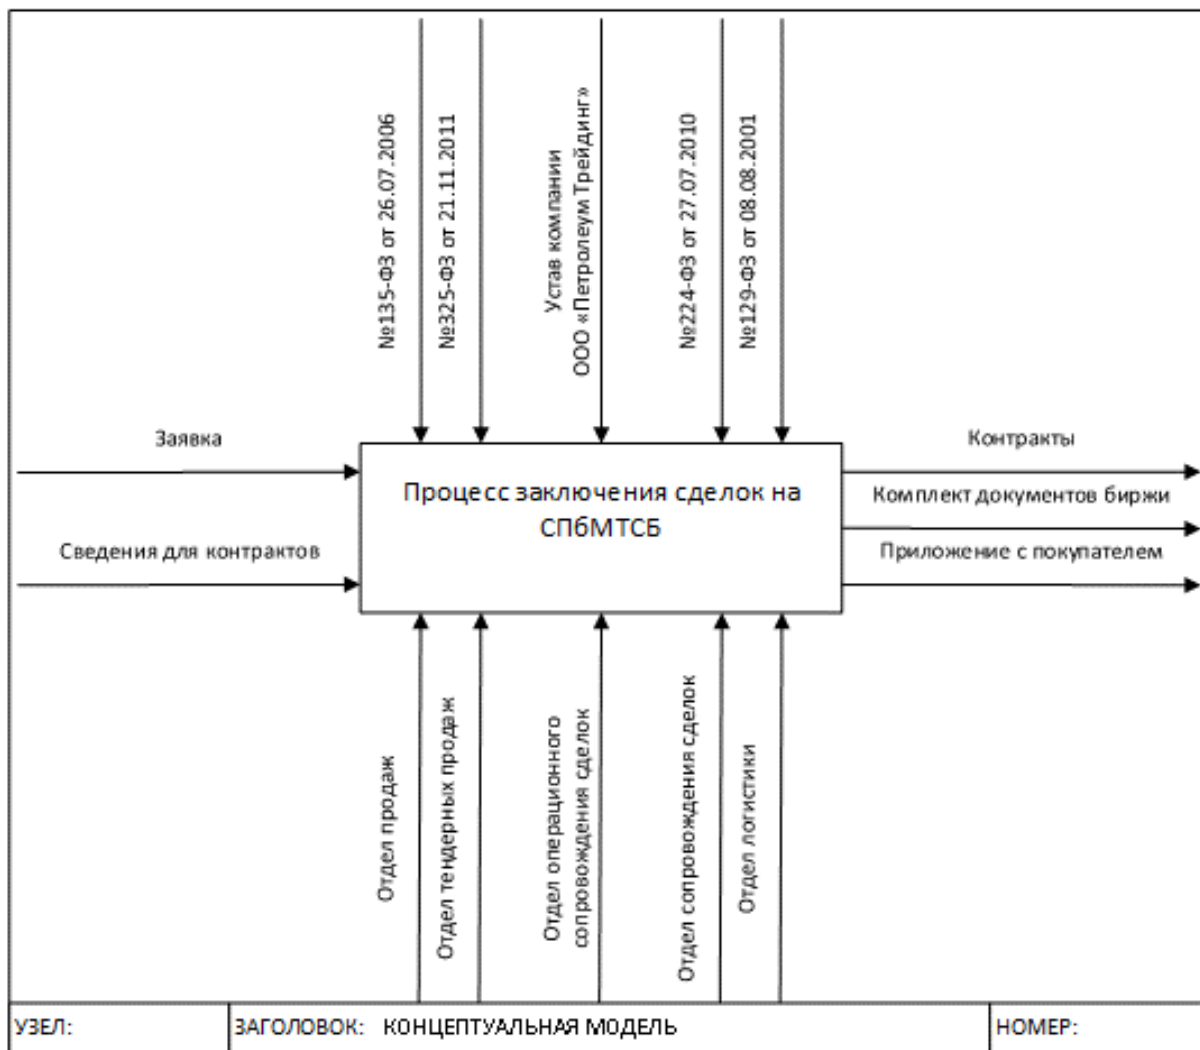 №135-ФЗ от 26.07.2006
№325-ФЗ от 21.11.2011
Устав компании
ООО «Петролеум Трейдинг»
№224-ФЗ от 27.07.2010
№129-ФЗ от 08.08.2001
Заявка
Сведения для контрактов
Процесс заключения сделок на
СПбМТСБ
Контракты
Комплект документов биржи
Приложение с покупателем
Отдел продаж
Отдел тендерных продаж
Отдел операционного
сопровождения сделок
Отдел сопровождения сделок
Отдел логистики
УЗЕЛ:
ЗАГОЛОВОК: КОНЦЕПТУАЛЬНАЯ МОДЕЛЬ
НОМЕР: